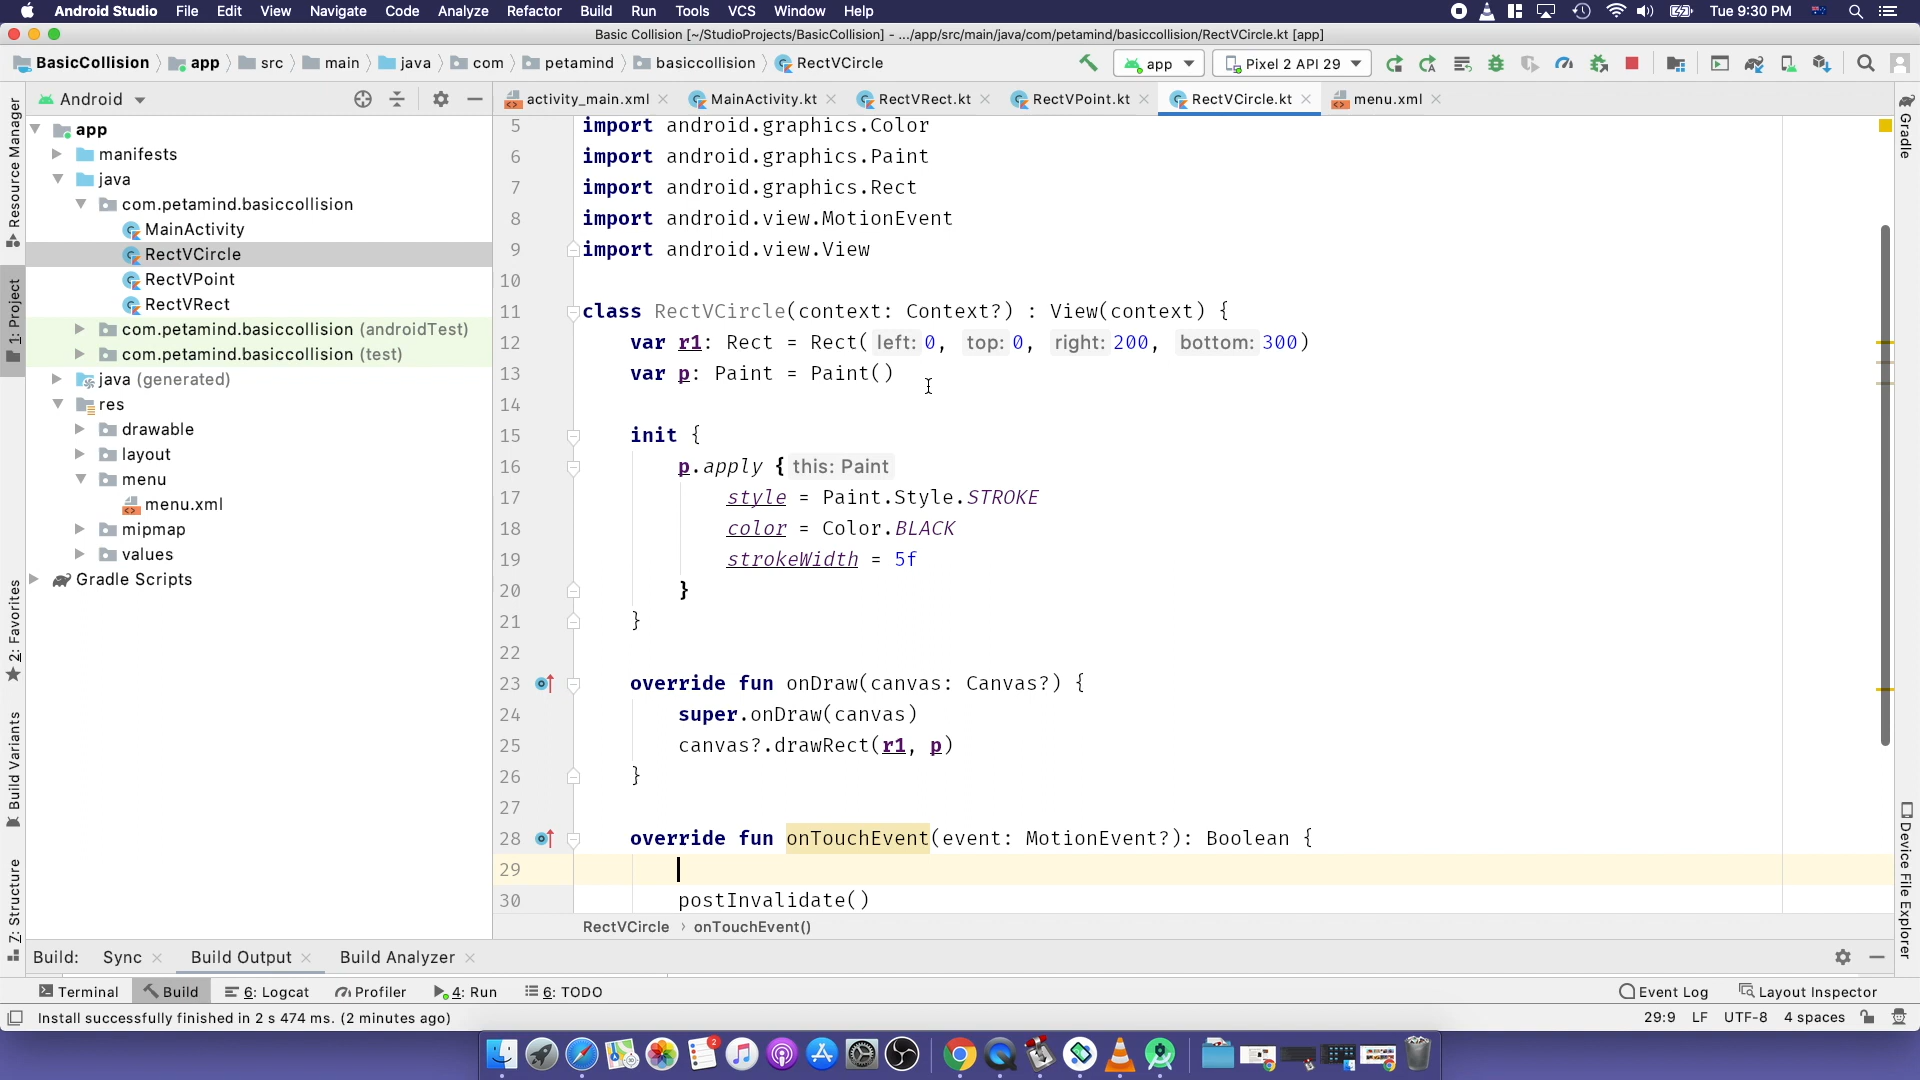 Android Studio File Edit View Navigate Code Analyze Refactor Build Run Tools VCS Window Help Tue 9:30 PM
Basic Collision [~/StudioProjects/BasicCollision] - .../app/src/main/java/com/petamind/basiccollision/RectVCircle.kt [app]
BasicCollision app src main java com petamind basiccollision RectVCircle app Pixel 2 API 29
Android activity_main.xml MainActivity.kt RectVRect.kt RectVPoint.kt RectVCircle.kt menu.xml
Resource Manager
1: Project
2: Favorites
Build Variants
Z: Structure
app
manifests
java
com.petamind.basiccollision
MainActivity
RectVCircle
RectVPoint
RectVRect
com.petamind.basiccollision (androidTest)
com.petamind.basiccollision (test)
java (generated)
res
drawable
layout
menu
menu.xml
mipmap
values
Gradle Scripts
5 import android.graphics.Color
6 import android.graphics.Paint
7 import android.graphics.Rect
8 import android.view.MotionEvent
9 import android.view.View
10
11 class RectVCircle(context: Context?) : View(context) {
12 var r1: Rect = Rect( left: 0, top: 0, right: 200, bottom: 300)
13 var p: Paint = Paint()
14
15 init {
16 p.apply { this: Paint
17 style = Paint.Style.STROKE
18 color = Color.BLACK
19 strokeWidth = 5f
20 }
21 }
22
23 override fun onDraw(canvas: Canvas?) {
24 super.onDraw(canvas)
25 canvas?.drawRect(r1, p)
26 }
27
28 override fun onTouchEvent(event: MotionEvent?): Boolean {
29
30 postInvalidate()
RectVCircle › onTouchEvent()
Gradle
Device File Explorer
Build: Sync Build Output Build Analyzer
Terminal Build 6: Logcat Profiler 4: Run 6: TODO Event Log Layout Inspector
Install successfully finished in 2 s 474 ms. (2 minutes ago) 29:9 LF UTF-8 4 spaces
2